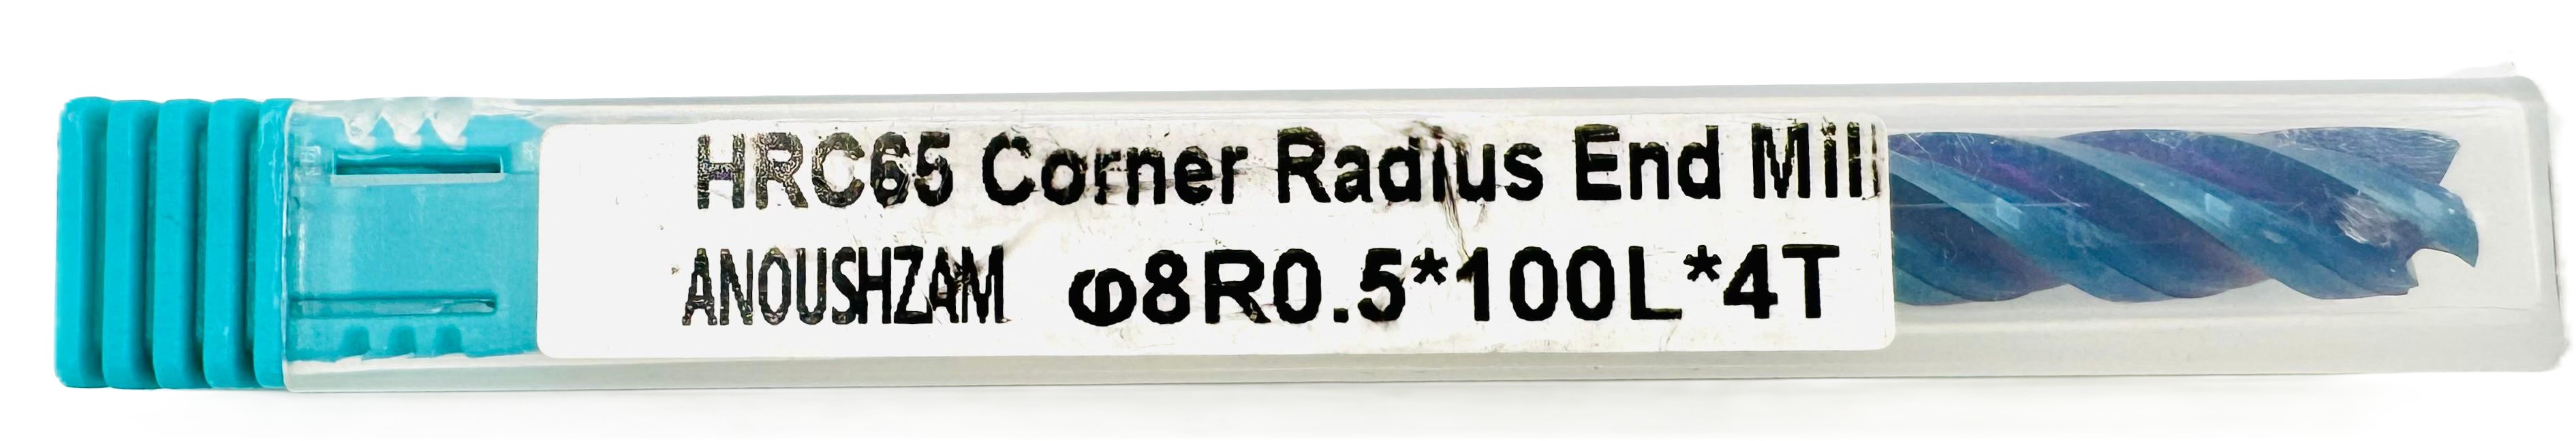 HRC65 Corner Radius End Mill
ANOUSHZAM φ8R0.5*100L*4T